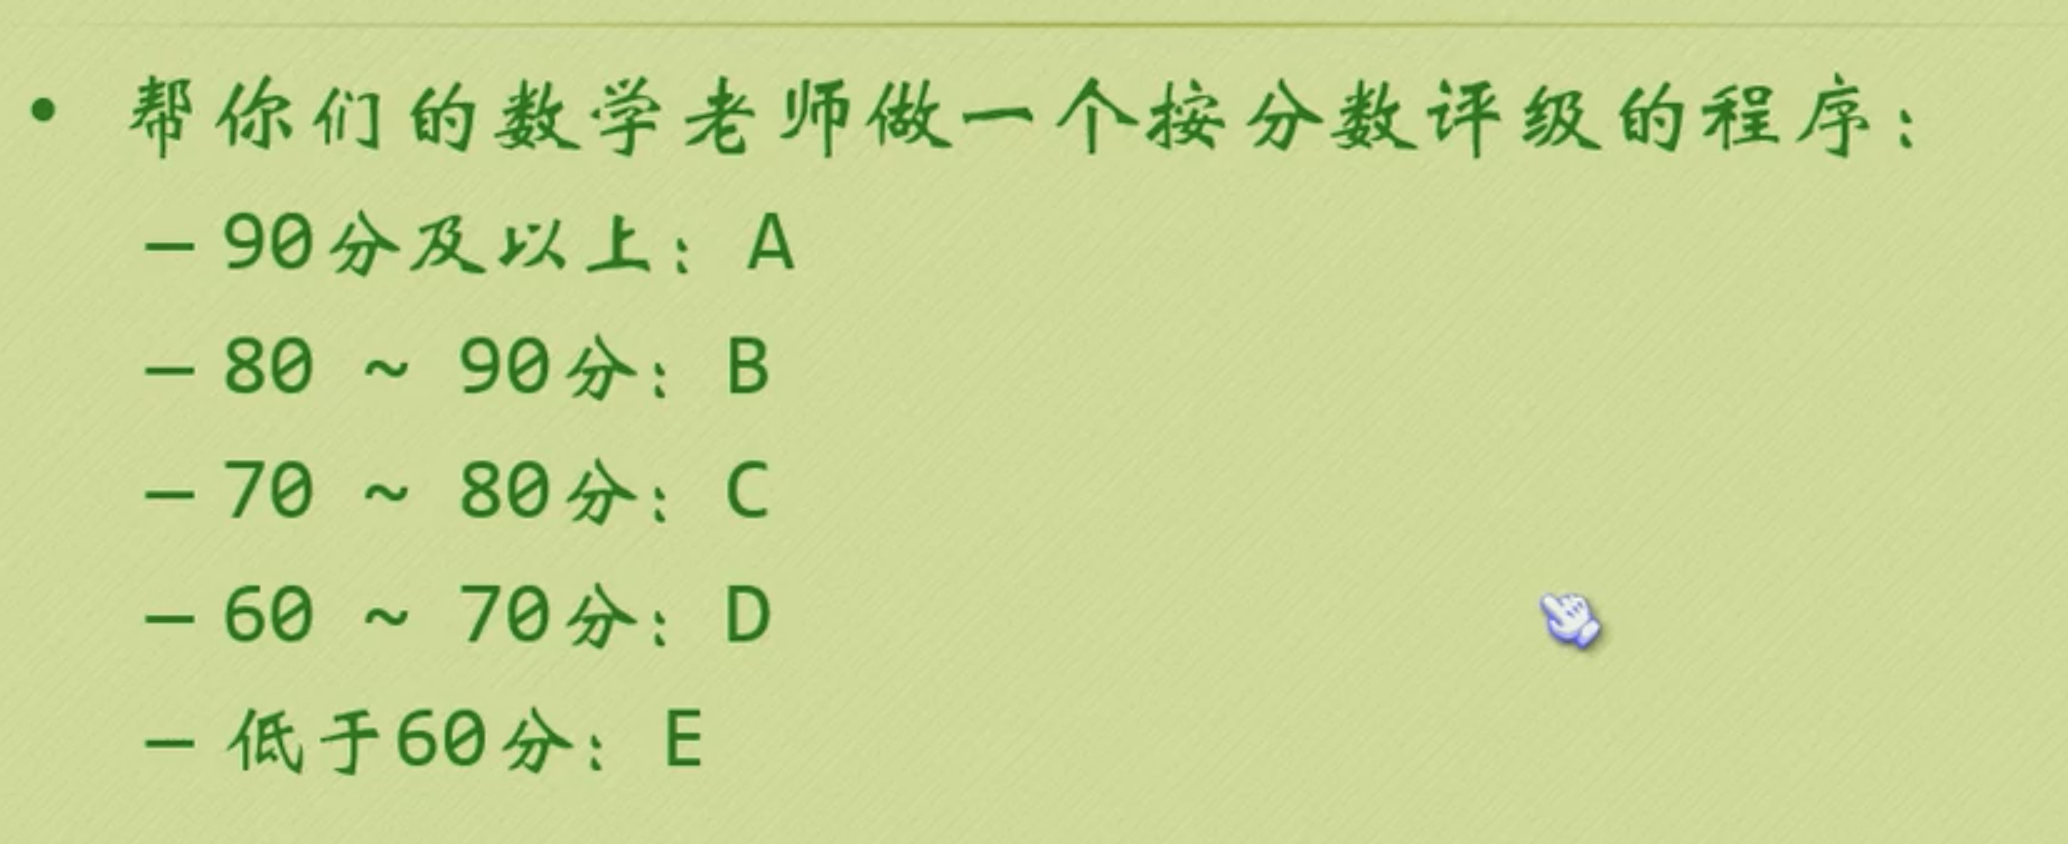 • 帮你们的数学老师做一个按分数评级的程序：
– 90分及以上：A
– 80 ~ 90分：B
– 70 ~ 80分：C
– 60 ~ 70分：D
– 低于60分：E